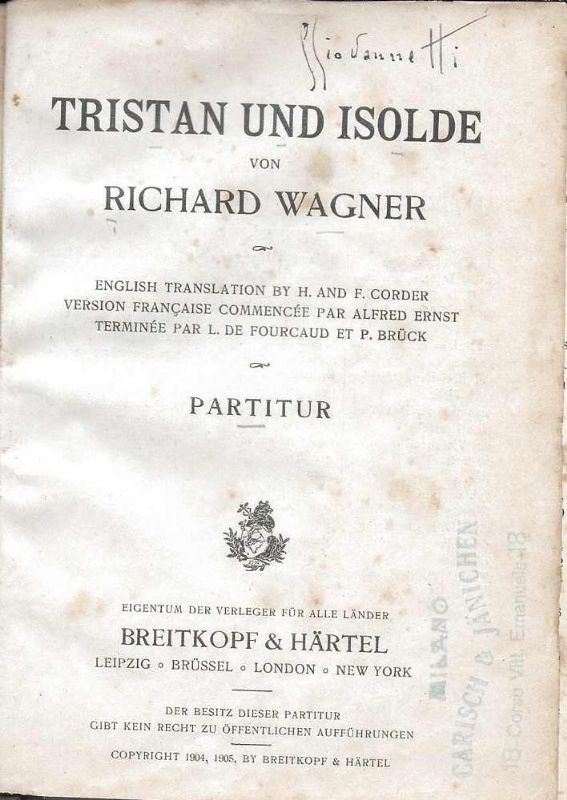 Giovannetti
TRISTAN UND ISOLDE
VON
RICHARD WAGNER
ENGLISH TRANSLATION BY H. AND F. CORDER
VERSION FRANÇAISE COMMENCÉE PAR ALFRED ERNST
TERMINÉE PAR L. DE FOURCAUD ET P. BRÜCK
PARTITUR
EIGENTUM DER VERLEGER FÜR ALLE LÄNDER
BREITKOPF & HÄRTEL
LEIPZIG o BRÜSSEL o LONDON o NEW YORK
DER BESITZ DIESER PARTITUR
GIBT KEIN RECHT ZU ÖFFENTLICHEN AUFFÜHRUNGEN
COPYRIGHT 1904, 1905, BY BREITKOPF & HÄRTEL
MILANO
CARISCH & JÄNICHEN
18-Corso Vitt. Emanuele-18